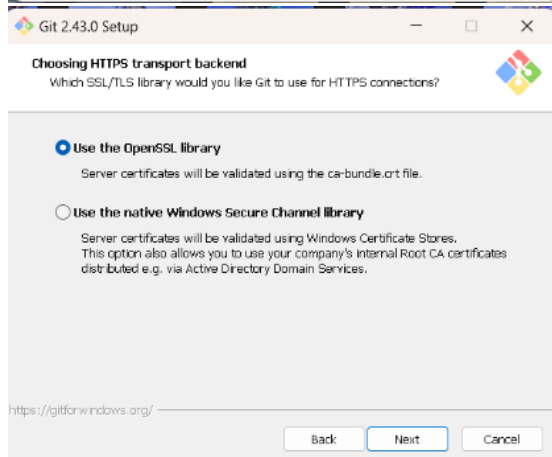 Git 2.43.0 Setup
Choosing HTTPS transport backend
Which SSL/TLS library would you like Git to use for HTTPS connections?
Use the OpenSSL library
Server certificates will be validated using the ca-bundle.crt file.
Use the native Windows Secure Channel library
Server certificates will be validated using Windows Certificate Stores.
This option also allows you to use your company's internal Root CA certificates
distributed e.g. via Active Directory Domain Services.
https://gitforwindows.org/
Back Next Cancel